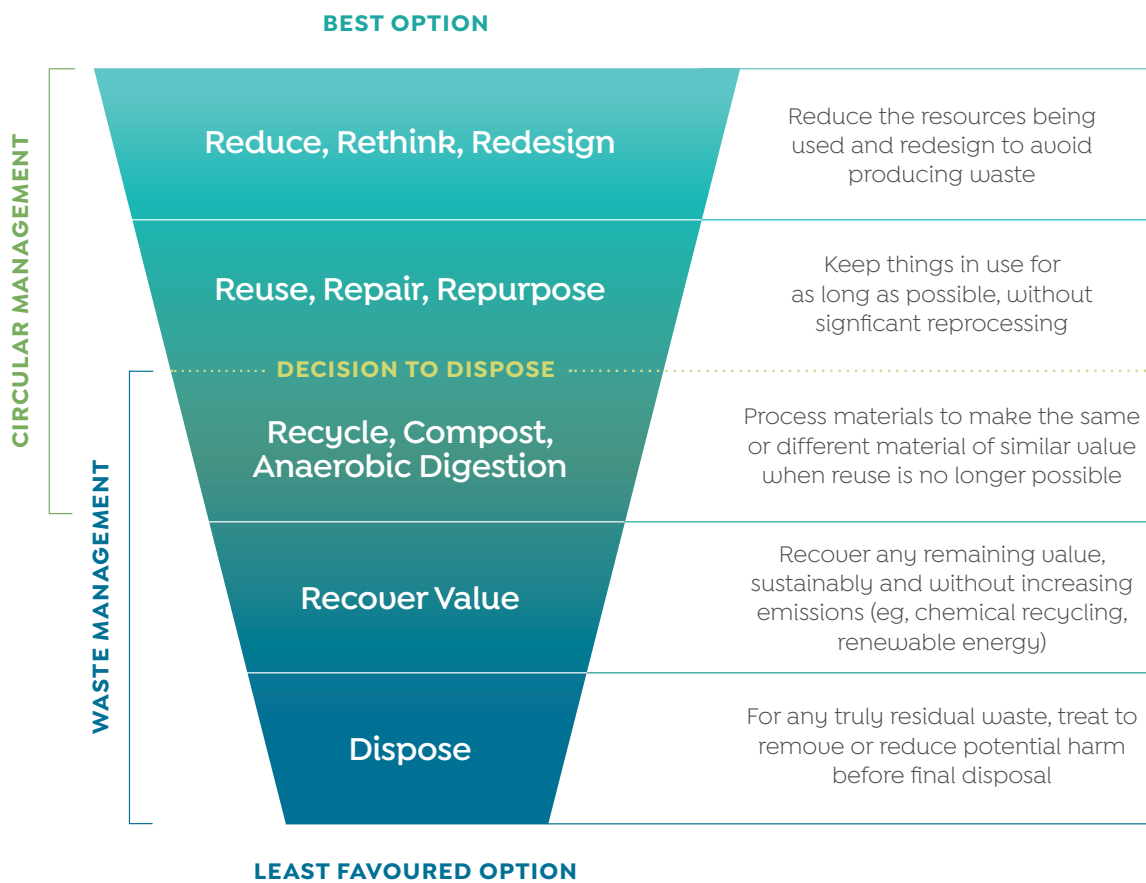 BEST OPTION
CIRCULAR MANAGEMENT
WASTE MANAGEMENT
Reduce, Rethink, Redesign
Reduce the resources being
used and redesign to avoid
producing waste
Reuse, Repair, Repurpose
Keep things in use for
as long as possible, without
signficant reprocessing
DECISION TO DISPOSE
Recycle, Compost,
Anaerobic Digestion
Process materials to make the same
or different material of similar value
when reuse is no longer possible
Recover Value
Recover any remaining value,
sustainably and without increasing
emissions (eg, chemical recycling,
renewable energy)
Dispose
For any truly residual waste, treat to
remove or reduce potential harm
before final disposal
LEAST FAVOURED OPTION